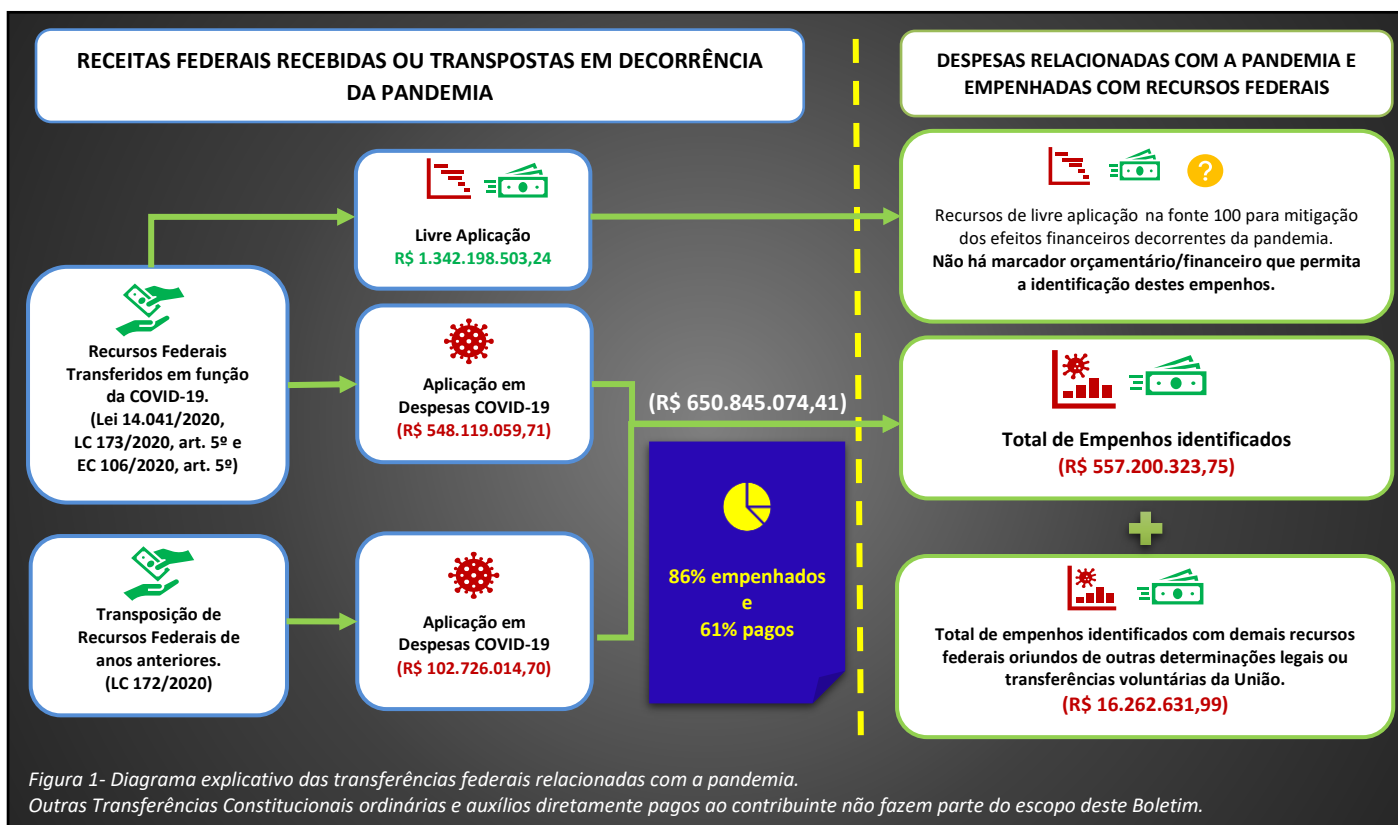 RECEITAS FEDERAIS RECEBIDAS OU TRANSPOSTAS EM DECORRÊNCIA
DA PANDEMIA
DESPESAS RELACIONADAS COM A PANDEMIA E
EMPENHADAS COM RECURSOS FEDERAIS
Livre Aplicação
R$ 1.342.198.503,24
?
Recursos de livre aplicação na fonte 100 para mitigação
dos efeitos financeiros decorrentes da pandemia.
Não há marcador orçamentário/financeiro que permita
a identificação destes empenhos.
Recursos Federais
Transferidos em função
da COVID-19.
(Lei 14.041/2020,
LC 173/2020, art. 5º e
EC 106/2020, art. 5º)
Aplicação em
Despesas COVID-19
(R$ 548.119.059,71)
(R$ 650.845.074,41)
Total de Empenhos identificados
(R$ 557.200.323,75)
86% empenhados
e
61% pagos
Transposição de
Recursos Federais de
anos anteriores.
(LC 172/2020)
Aplicação em
Despesas COVID-19
(R$ 102.726.014,70)
Total de empenhos identificados com demais recursos
federais oriundos de outras determinações legais ou
transferências voluntárias da União.
(R$ 16.262.631,99)
Figura 1- Diagrama explicativo das transferências federais relacionadas com a pandemia.
Outras Transferências Constitucionais ordinárias e auxílios diretamente pagos ao contribuinte não fazem parte do escopo deste Boletim.